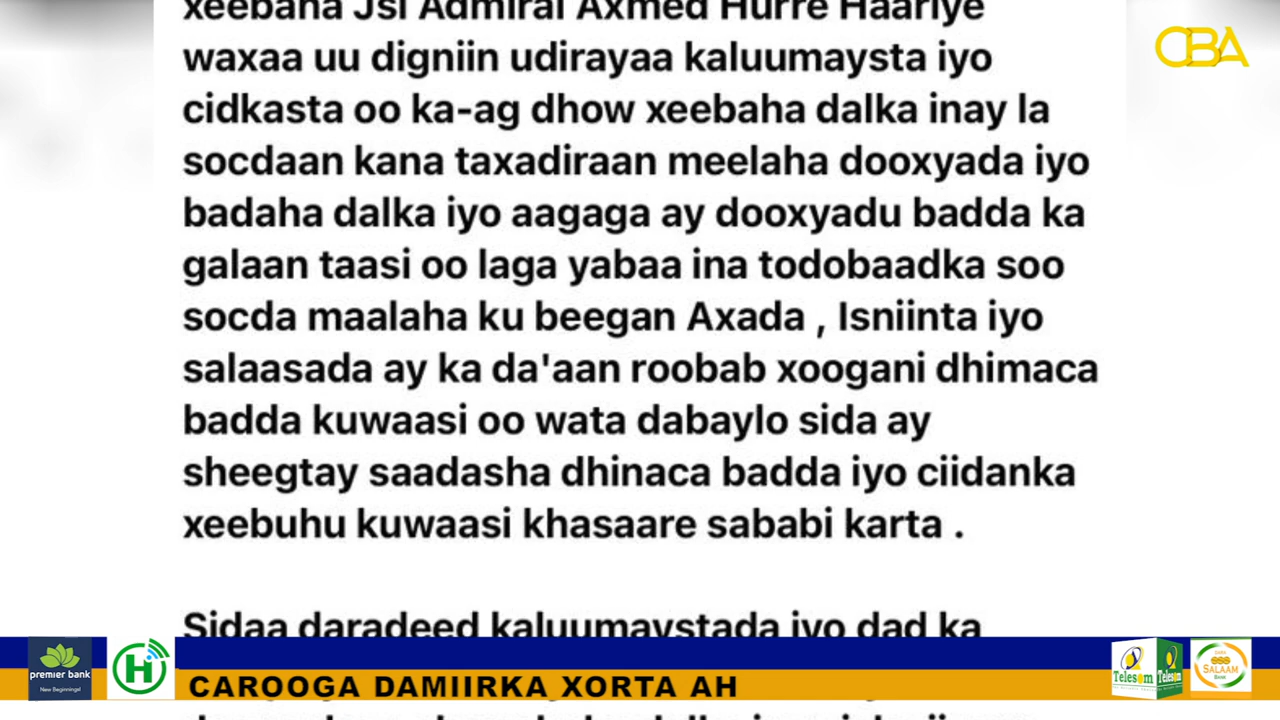 xeebaha Jsl Admiral Axmed Hurre Haariye
waxaa uu digniin udirayaa kaluumaysta iyo
cidkasta oo ka-ag dhow xeebaha dalka inay la
socdaan kana taxadiraan meelaha dooxyada iyo
badaha dalka iyo aagaga ay dooxyadu badda ka
galaan taasi oo laga yabaa ina todobaadka soo
socda maalaha ku beegan Axada , Isniinta iyo
salaasada ay ka da'aan roobab xoogani dhimaca
badda kuwaasi oo wata dabaylo sida ay
sheegtay saadasha dhinaca badda iyo ciidanka
xeebuhu kuwaasi khasaare sababi karta .
Sidaa daradeed kaluumaystada iyo dad ka
CBA
premier bank
New Beginnings!
H
CAROOGA DAMIIRKA XORTA AH
Telesom
Telesom
SALAAM
BANK